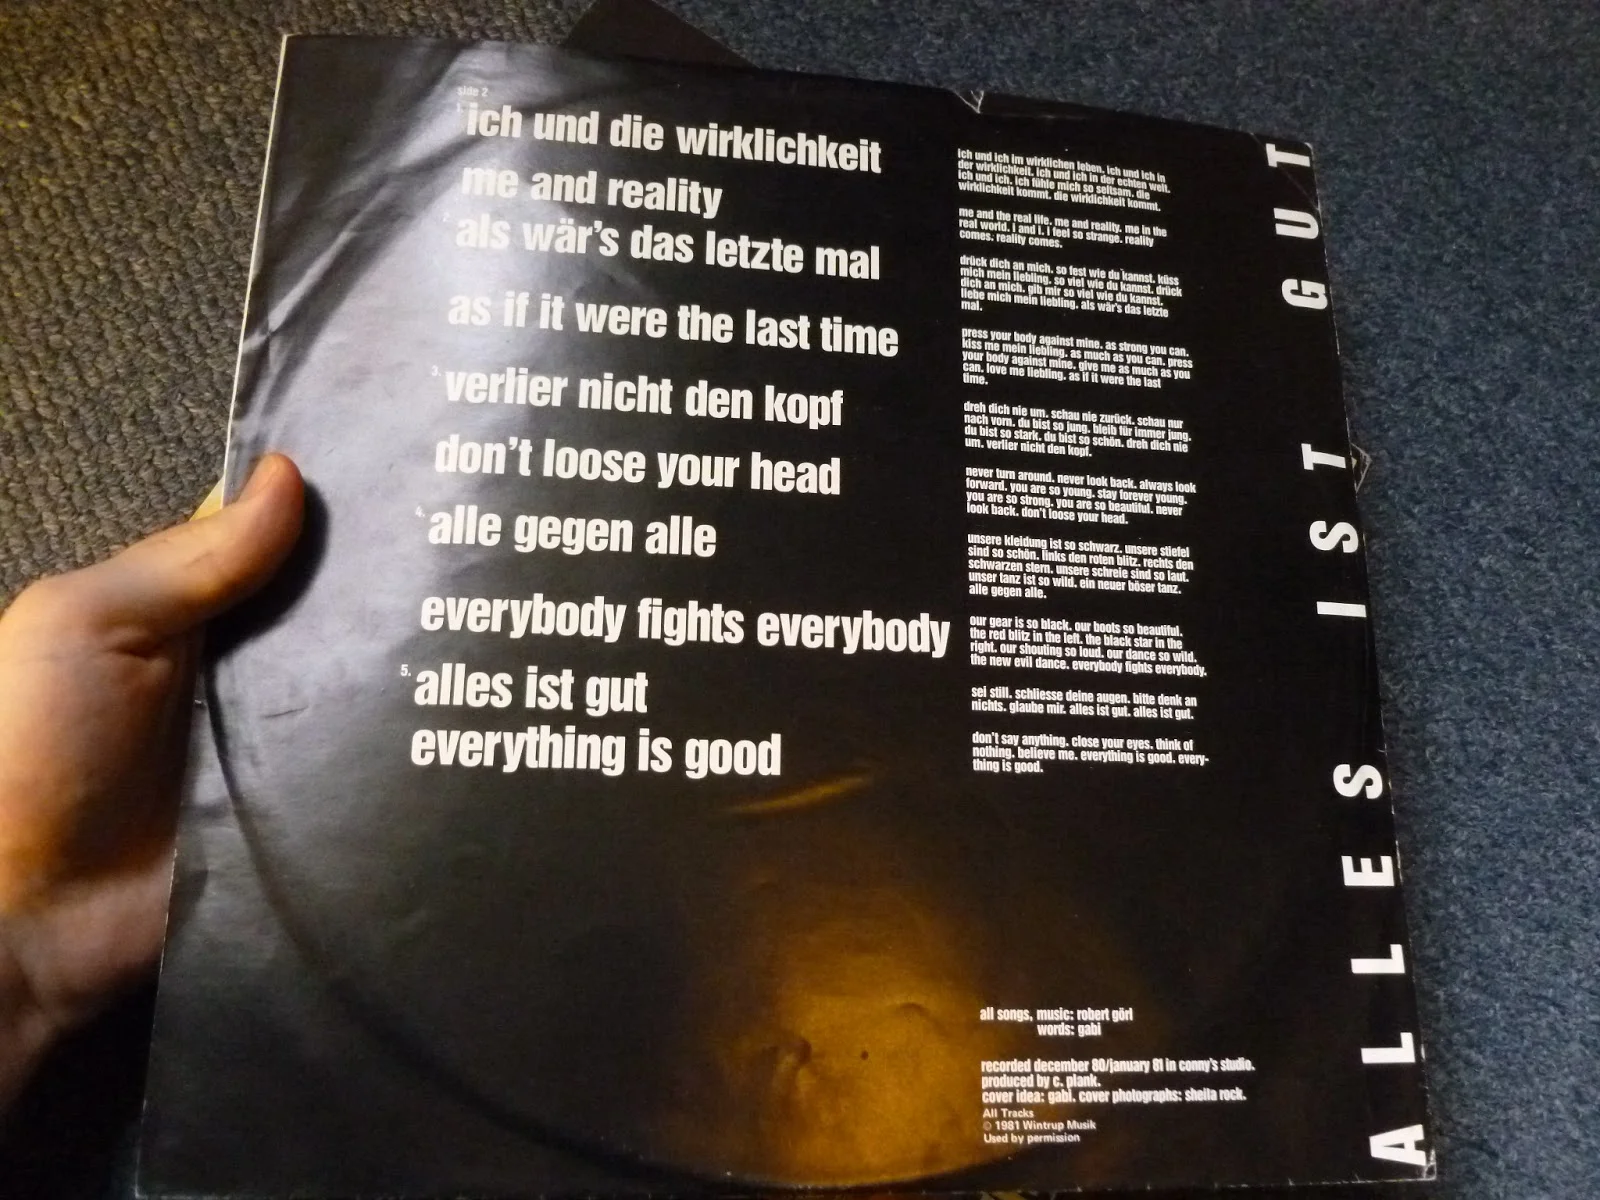 side 2
1. ich und die wirklichkeit
me and reality
als wär's das letzte mal
as if it were the last time
3. verlier nicht den kopf
don't loose your head
4. alle gegen alle
everybody fights everybody
5. alles ist gut
everything is good
ich und ich im wirklichen leben. ich und ich in
der wirklichkeit. ich und ich in der echten welt.
ich und ich. ich fühle mich so seltsam. die
wirklichkeit kommt. die wirklichkeit kommt.
me and the real life. me and reality. me in the
real world. I and i. i feel so strange. reality
comes. reality comes.
drück dich an mich. so fest wie du kannst. küss
mich mein liebling. so viel wie du kannst. drück
dich an mich. gib mir so viel wie du kannst.
liebe mich mein liebling. als wär's das letzte
mal.
press your body against mine. as strong you can.
kiss me mein liebling. as much as you can. press
your body against mine. give me as much as you
can. love me liebling. as if it were the last
time.
dreh dich nie um. schau nie zurück. schau nur
nach vorn. du bist so jung. bleib für immer jung.
du bist so stark. du bist so schön. dreh dich nie
um. verlier nicht den kopf.
never turn around. never look back. always look
forward. you are so young. stay forever young.
you are so strong. you are so beautiful. never
look back. don't loose your head.
unsere kleidung ist so schwarz. unsere stiefel
sind so schön. links den roten blitz. rechts den
schwarzen stern. unsere schreie sind so laut.
unser tanz ist so wild. ein neuer böser tanz.
alle gegen alle.
our gear is so black. our boots so beautiful.
the red blitz in the left. the black star in the
right. our shouting so loud. our dance so wild.
the new evil dance. everybody fights everybody.
sei still. schliesse deine augen. bitte denk an
nichts. glaube mir. alles ist gut. alles ist gut.
don't say anything. close your eyes. think of
nothing. believe me. everything is good. every-
thing is good.
all songs, music: robert görl
words: gabi
recorded december 80/january 81 in conny's studio.
produced by c. plank.
cover idea: gabi. cover photographs: sheila rock.
All Tracks
© 1981 Wintrup Musik
Used by permission
ALLES IST GUT